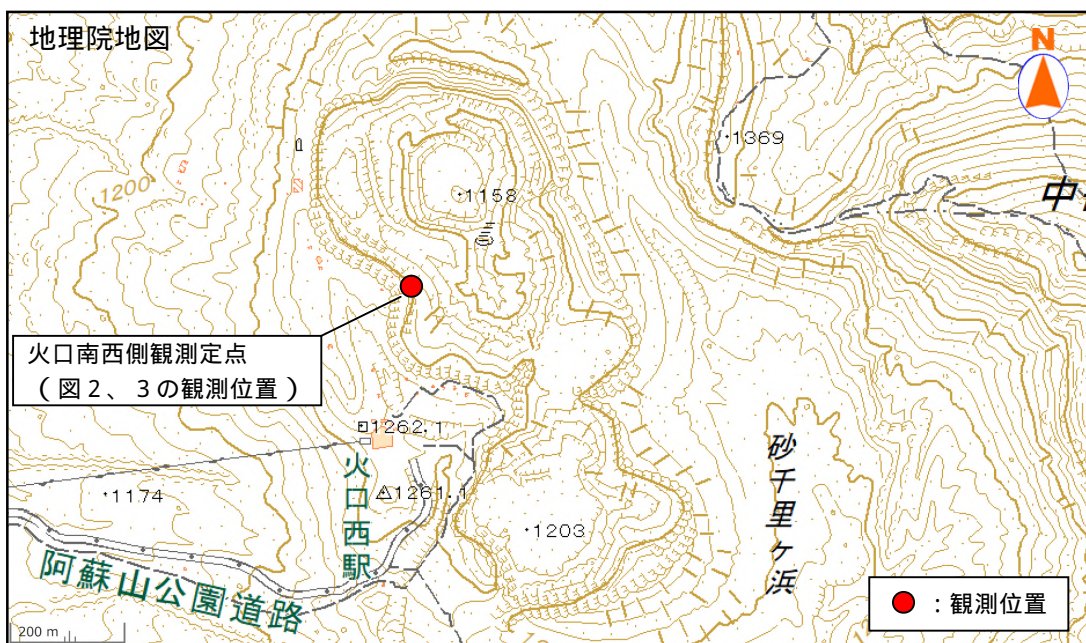 地理院地図
N
1369
中
1158
1200
火口南西側観測定点
（図2、3の観測位置）
1262.1
火口西駅
1261.1
1174
1203
砂千里ヶ浜
阿蘇山公園道路
：観測位置
200 m